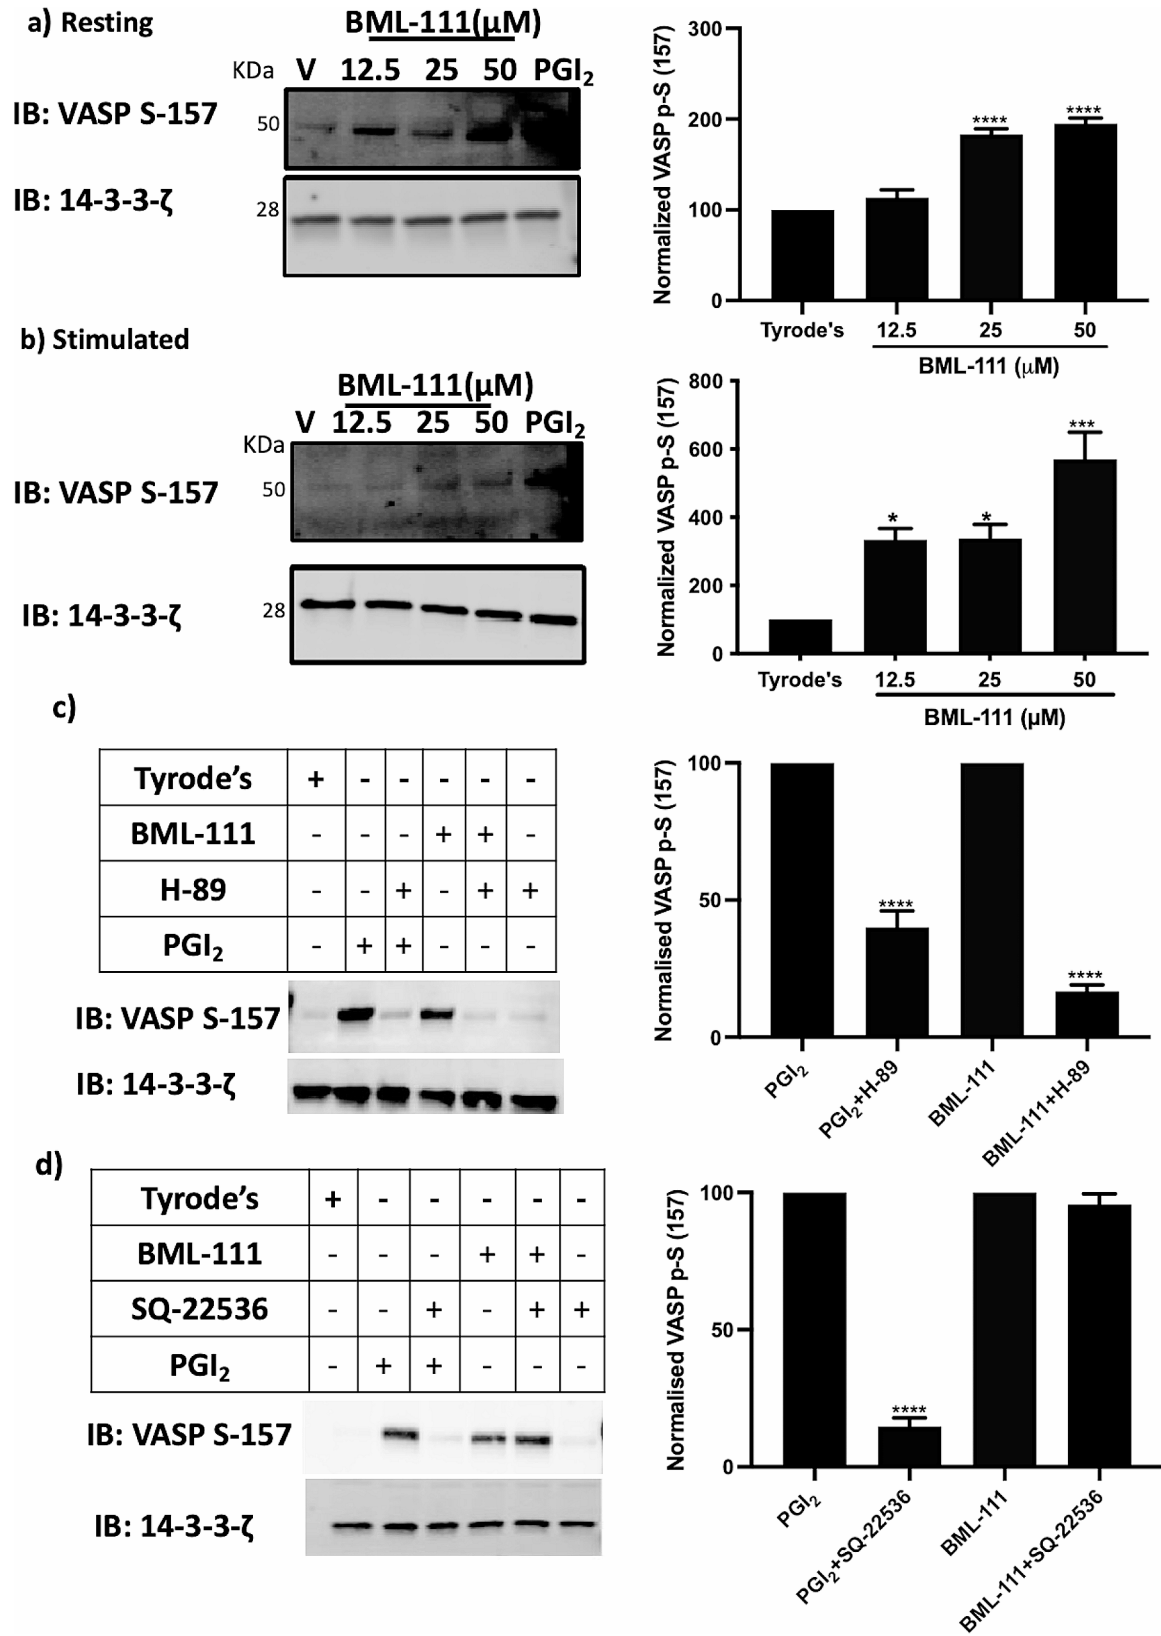 a) Resting
BML-111(µM)
KDa V 12.5 25 50 PGI₂
IB: VASP S-157
50
IB: 14-3-3-ζ
28
Normalized VASP p-S (157)
300
200
100
0
**** ****
Tyrode's 12.5 25 50
BML-111 (µM)
b) Stimulated
BML-111(µM)
V 12.5 25 50 PGI₂
KDa
IB: VASP S-157
50
IB: 14-3-3-ζ
28
Normalized VASP p-S (157)
800
600
400
200
0
* * ***
Tyrode's 12.5 25 50
BML-111 (µM)
c)
Tyrode’s + - - - - -
BML-111 - - - + + -
H-89 - - + - + +
PGI₂ - + + - - -
IB: VASP S-157
IB: 14-3-3-ζ
Normalised VASP p-S (157)
100
50
0
**** ****
PGI₂ PGI₂+H-89 BML-111 BML-111+H-89
d)
Tyrode’s + - - - - -
BML-111 - - - + + -
SQ-22536 - - + - + +
PGI₂ - + + - - -
IB: VASP S-157
IB: 14-3-3-ζ
Normalised VASP p-S (157)
100
50
0
****
PGI₂ PGI₂+SQ-22536 BML-111 BML-111+SQ-22536